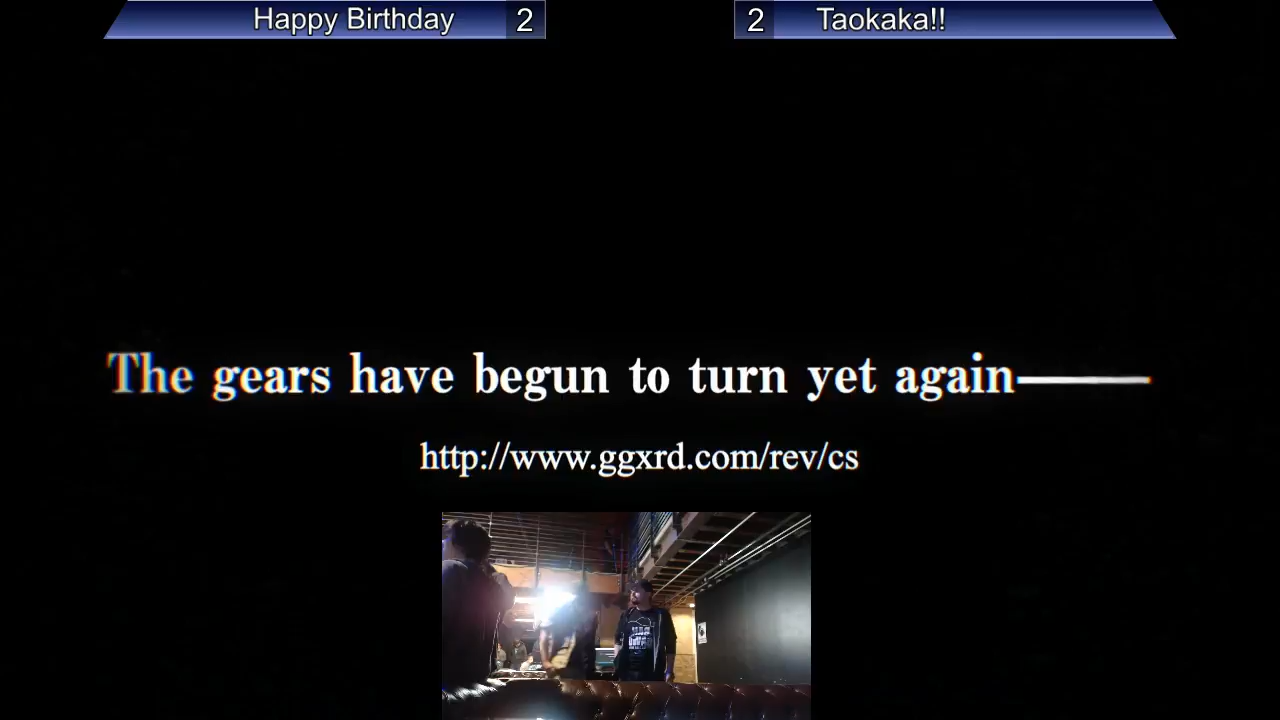 Happy Birthday 2
2 Taokaka!!
The gears have begun to turn yet again———
http://www.ggxrd.com/rev/cs